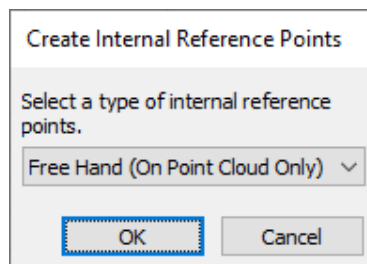 Create Internal Reference Points
Select a type of internal reference
points.
Free Hand (On Point Cloud Only)
OK
Cancel